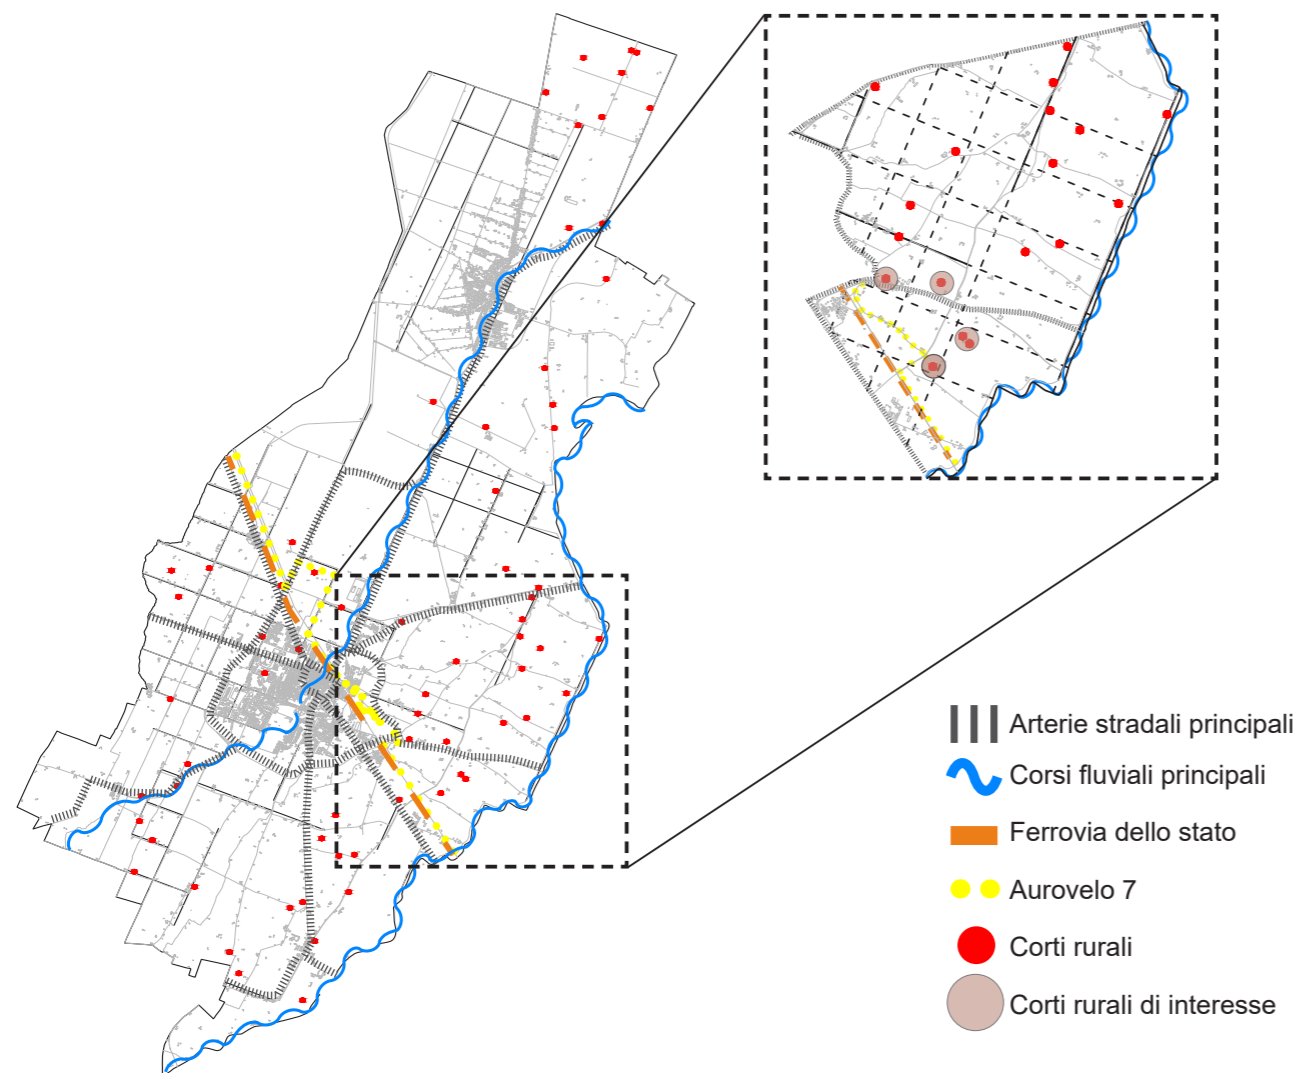 Arterie stradali principali
Corsi fluviali principali
Ferrovia dello stato
Aurovelo 7
Corti rurali
Corti rurali di interesse